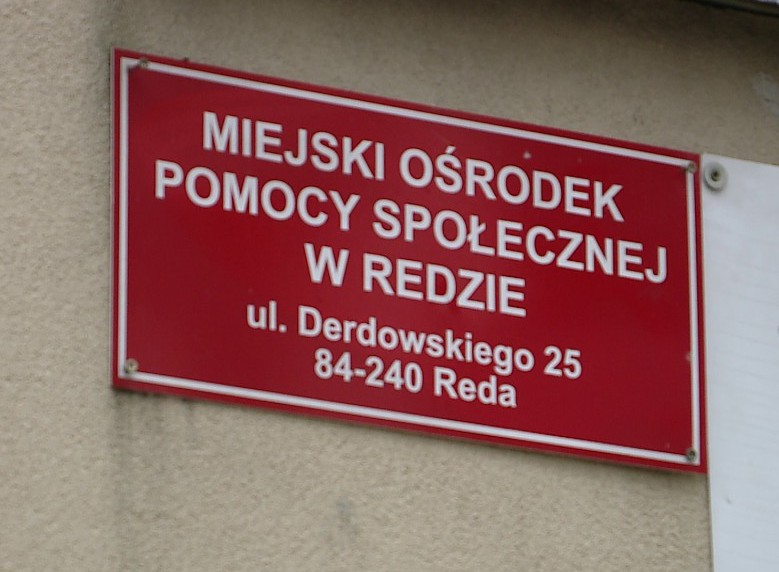 MIEJSKI OŚRODEK
POMOCY SPOŁECZNEJ
W REDZIE
ul. Derdowskiego 25
84-240 Reda